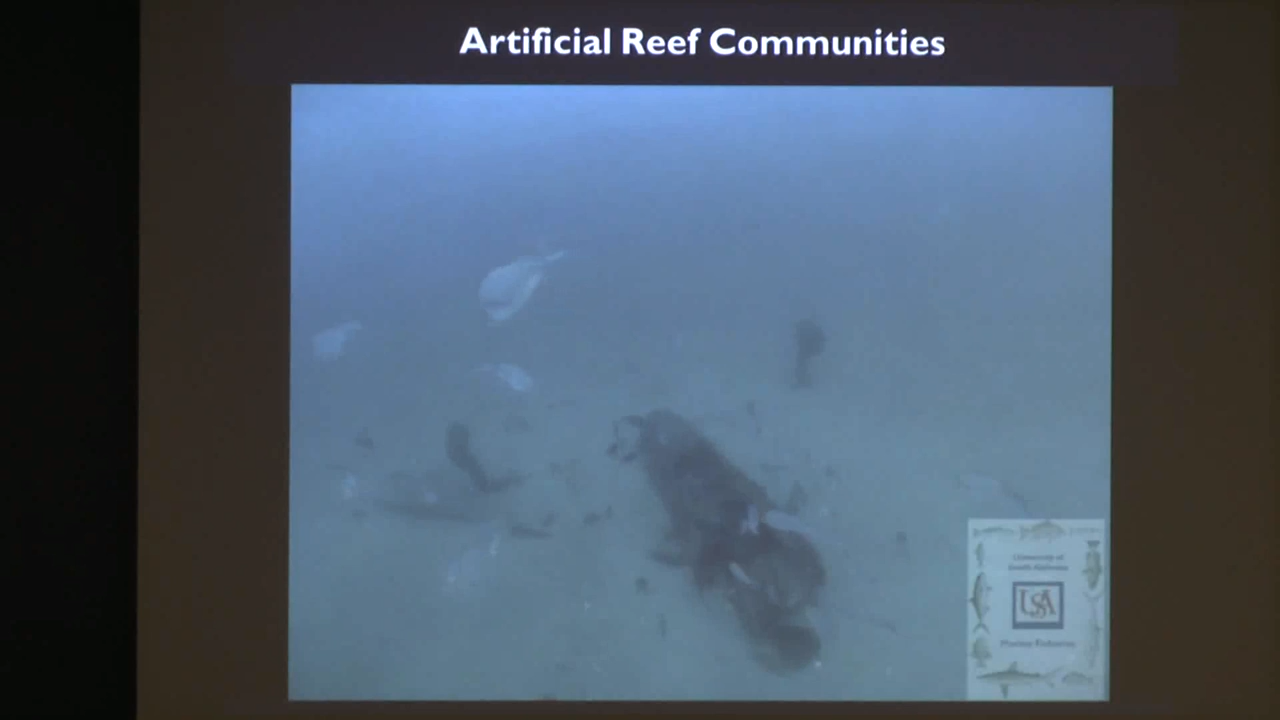 Artificial Reef Communities
University of
South Alabama
USA
Marine Fisheries